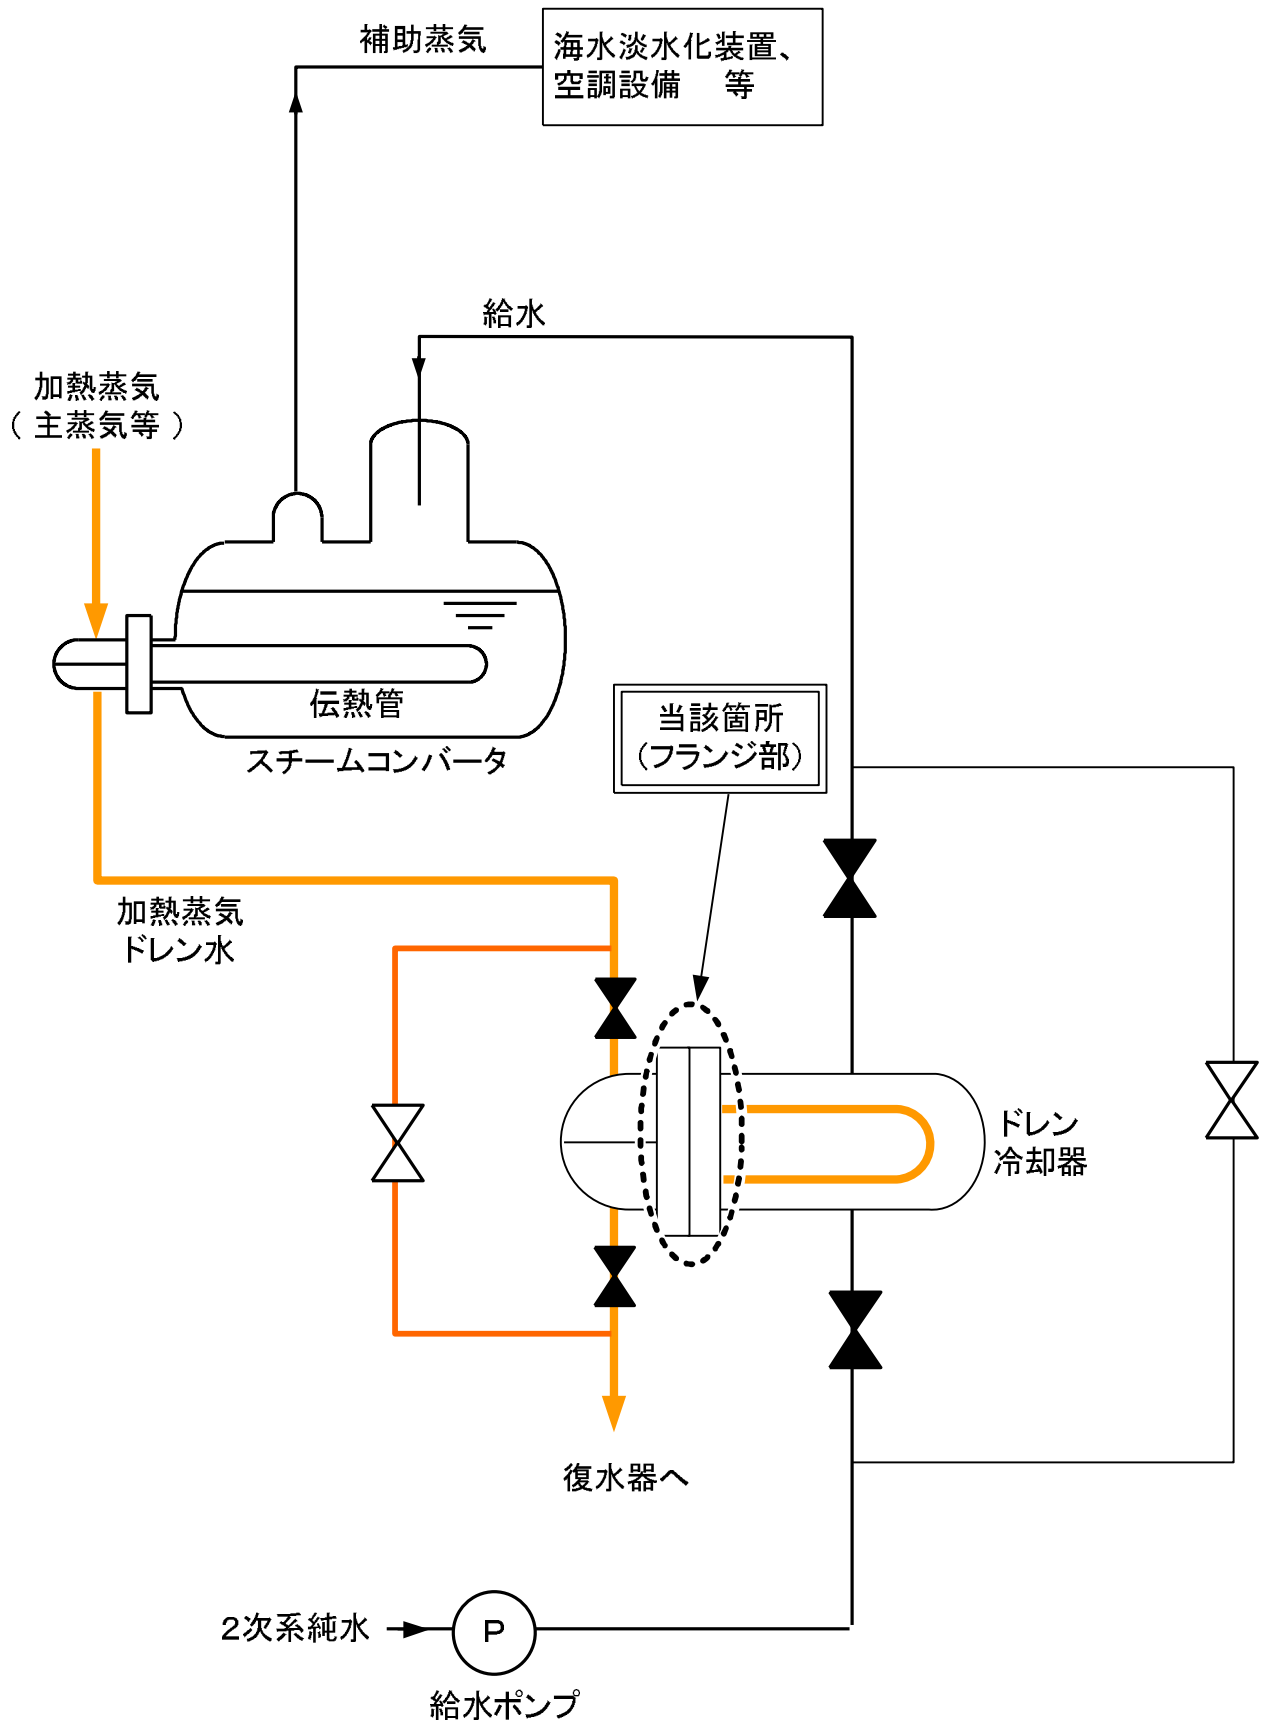 補助蒸気
海水淡水化装置、
空調設備　等
給水
加熱蒸気
（主蒸気等）
伝熱管
スチームコンバータ
当該箇所
（フランジ部）
加熱蒸気
ドレン水
ドレン
冷却器
復水器へ
２次系純水
P
給水ポンプ